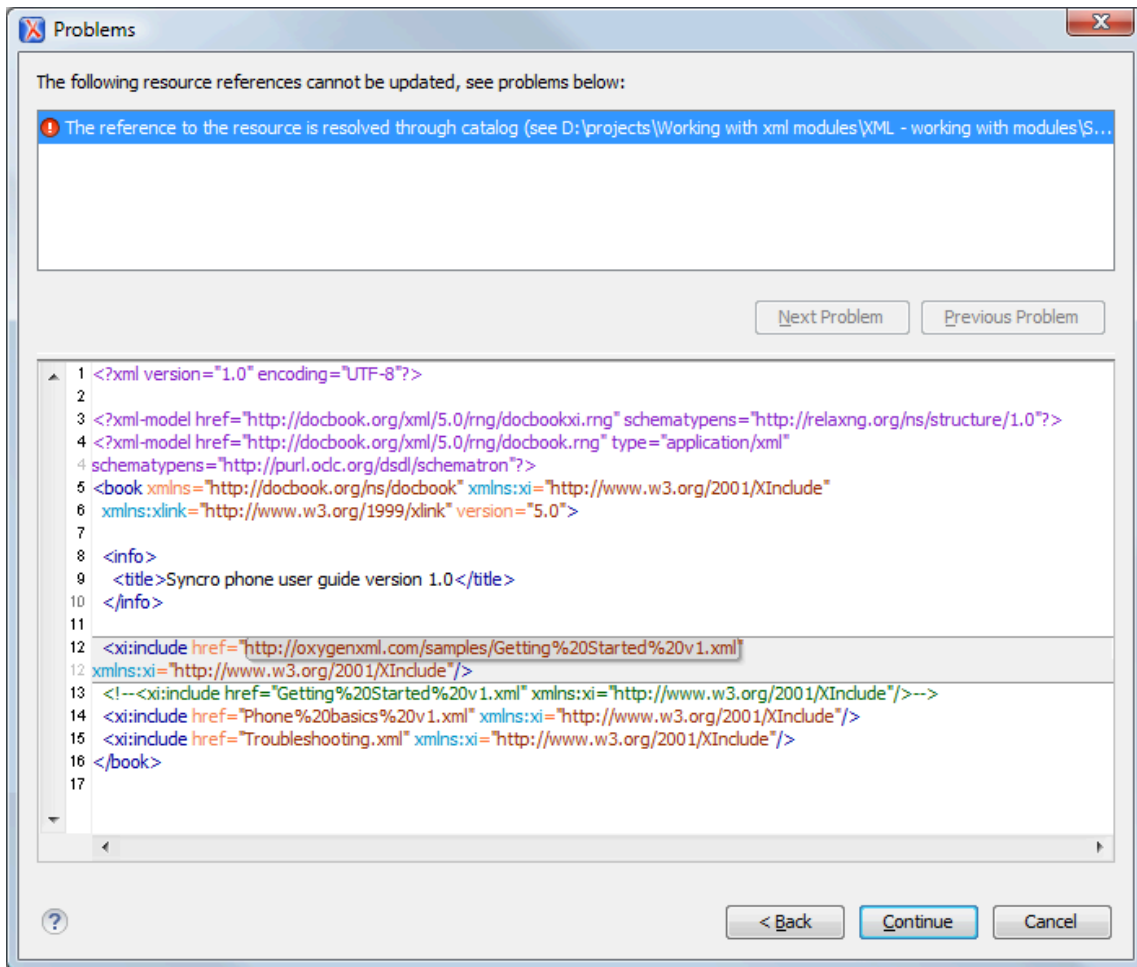 Problems
The following resource references cannot be updated, see problems below:
The reference to the resource is resolved through catalog (see D:\projects\Working with xml modules\XML - working with modules\S...
Next Problem Previous Problem
1 <?xml version="1.0" encoding="UTF-8"?>
2
3 <?xml-model href="http://docbook.org/xml/5.0/rng/docbookxi.rng" schematypens="http://relaxng.org/ns/structure/1.0"?>
4 <?xml-model href="http://docbook.org/xml/5.0/rng/docbook.rng" type="application/xml"
4 schematypens="http://purl.oclc.org/dsdl/schematron"?>
5 <book xmlns="http://docbook.org/ns/docbook" xmlns:xi="http://www.w3.org/2001/XInclude"
6 xmlns:xlink="http://www.w3.org/1999/xlink" version="5.0">
7
8 <info>
9 <title>Syncro phone user guide version 1.0</title>
10 </info>
11
12 <xi:include href="http://oxygenxml.com/samples/Getting%20Started%20v1.xml"
12 xmlns:xi="http://www.w3.org/2001/XInclude"/>
13 <!--<xi:include href="Getting%20Started%20v1.xml" xmlns:xi="http://www.w3.org/2001/XInclude"/>-->
14 <xi:include href="Phone%20basics%20v1.xml" xmlns:xi="http://www.w3.org/2001/XInclude"/>
15 <xi:include href="Troubleshooting.xml" xmlns:xi="http://www.w3.org/2001/XInclude"/>
16 </book>
17
? < Back Continue Cancel